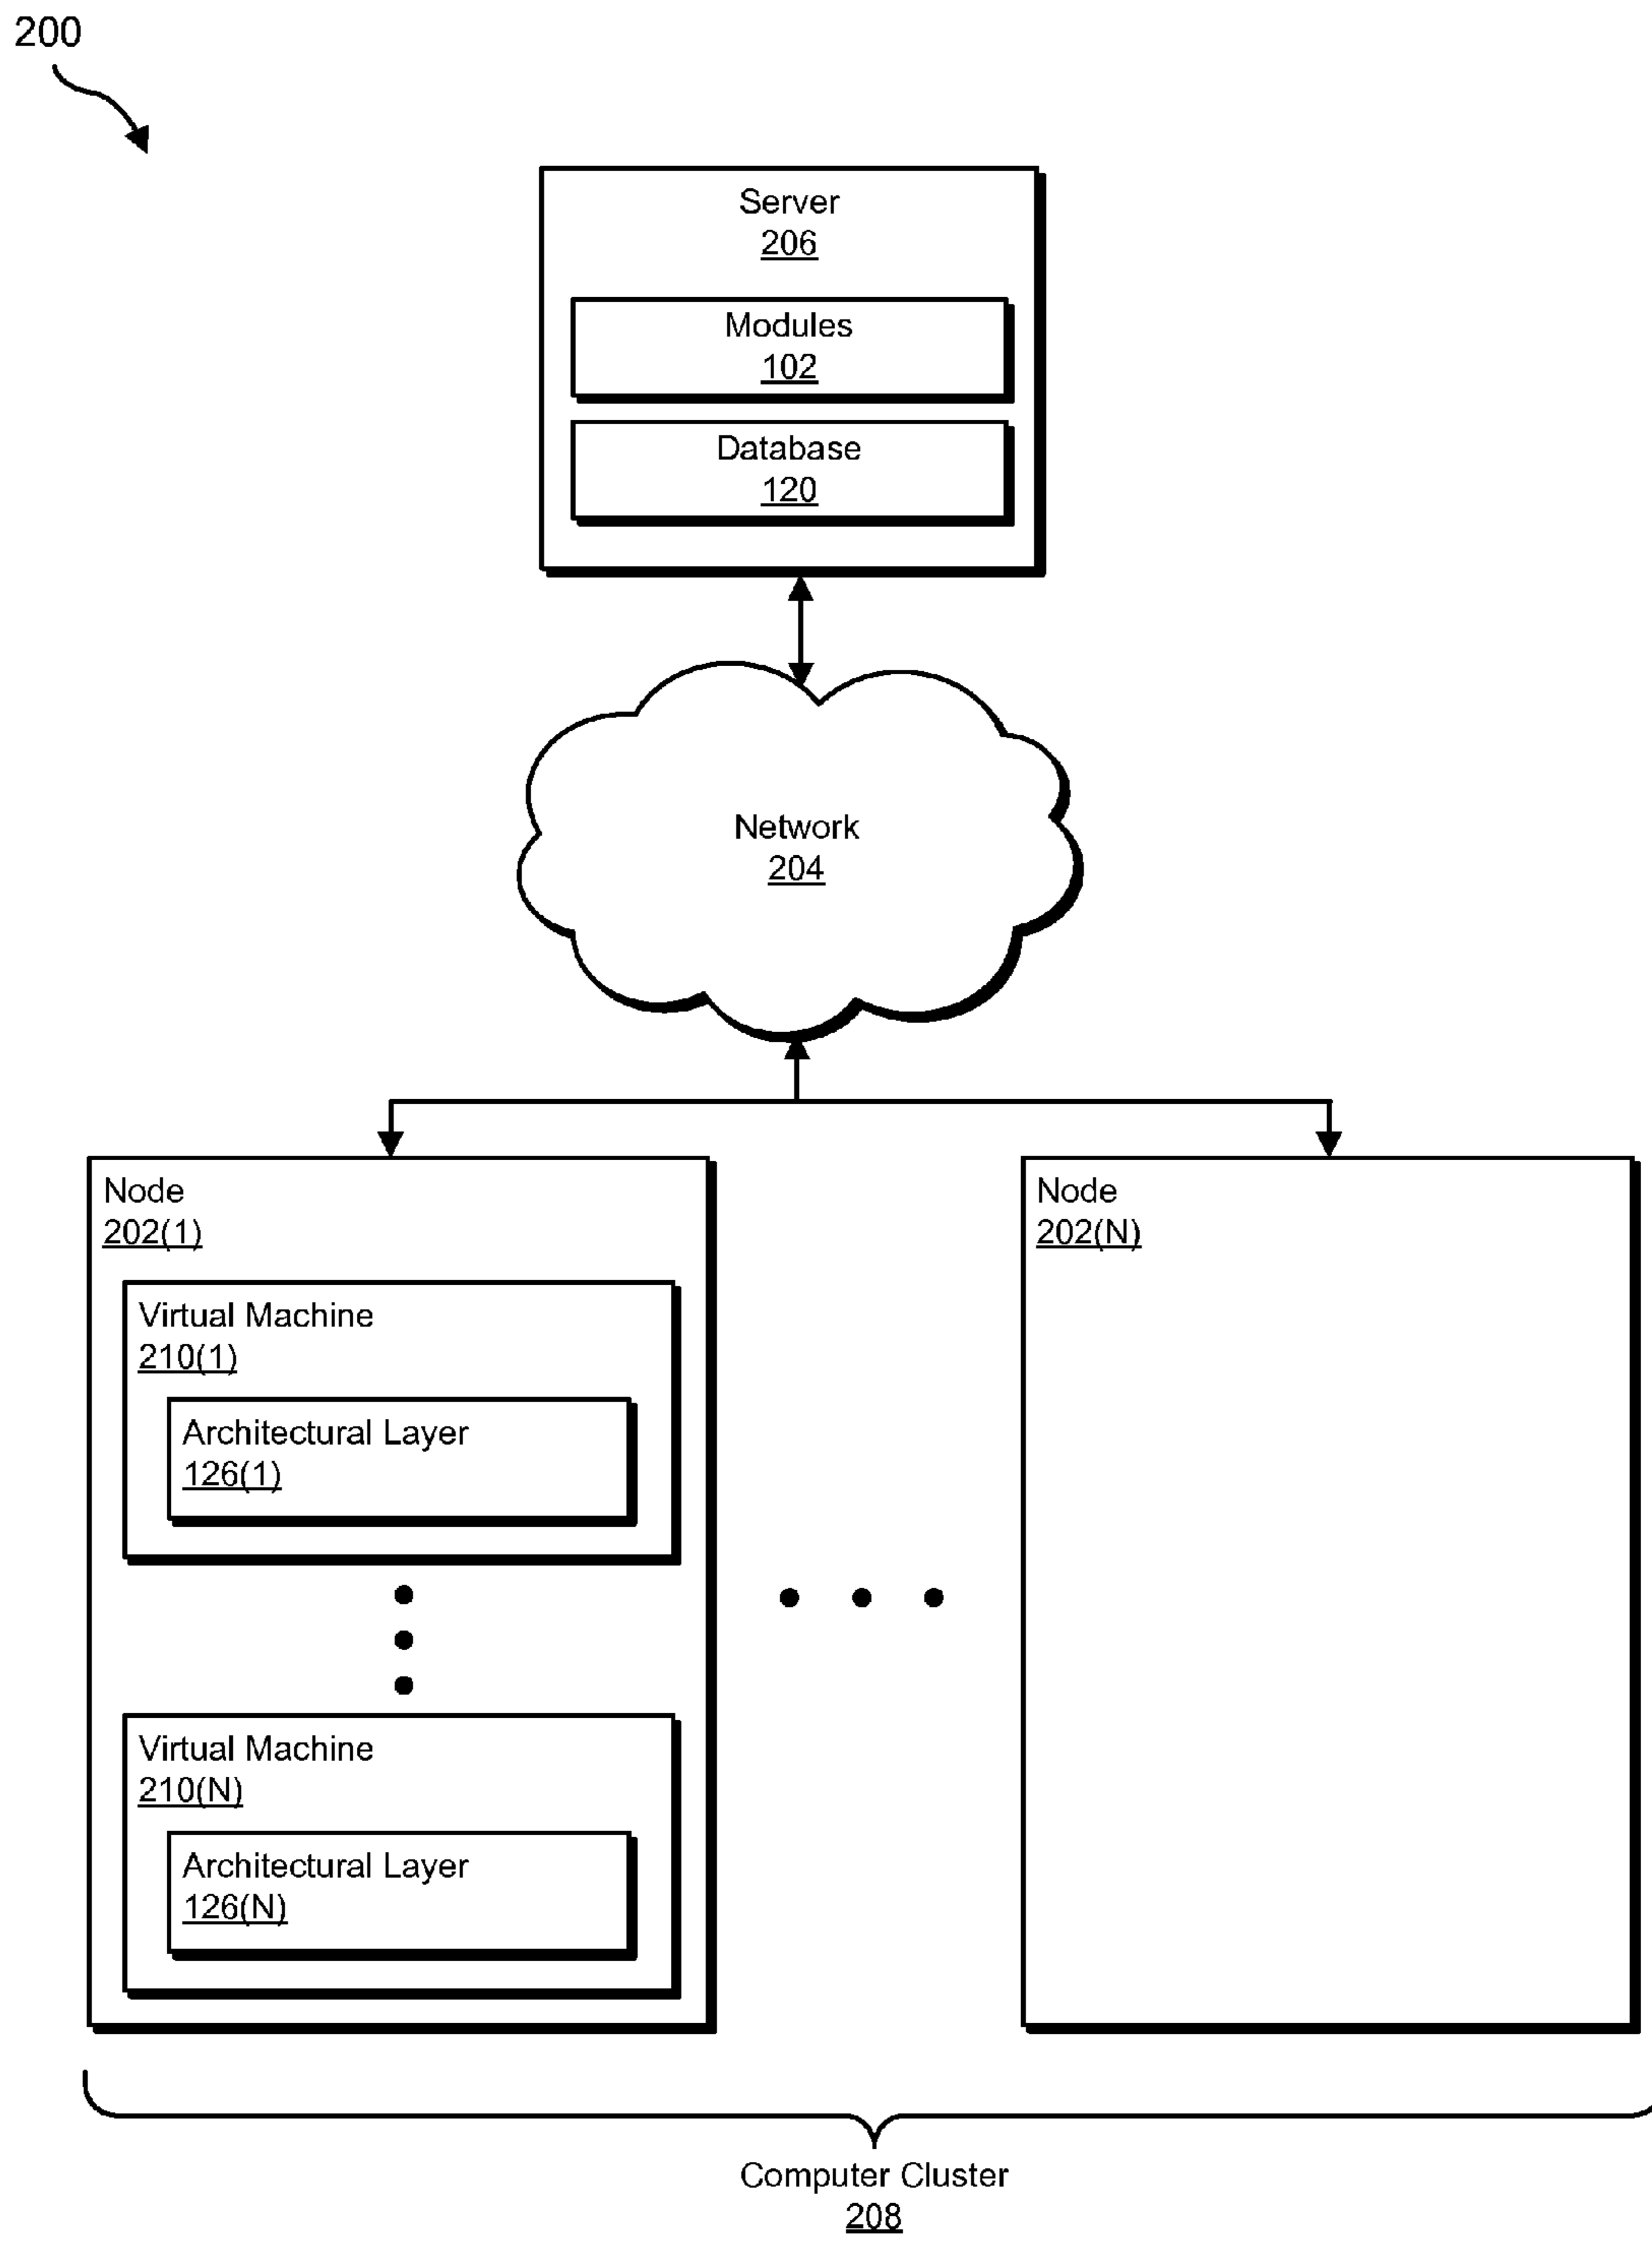 200
Server
206
Modules
102
Database
120
Network
204
Node
202(1)
Virtual Machine
210(1)
Architectural Layer
126(1)
Virtual Machine
210(N)
Architectural Layer
126(N)
Node
202(N)
Computer Cluster
208